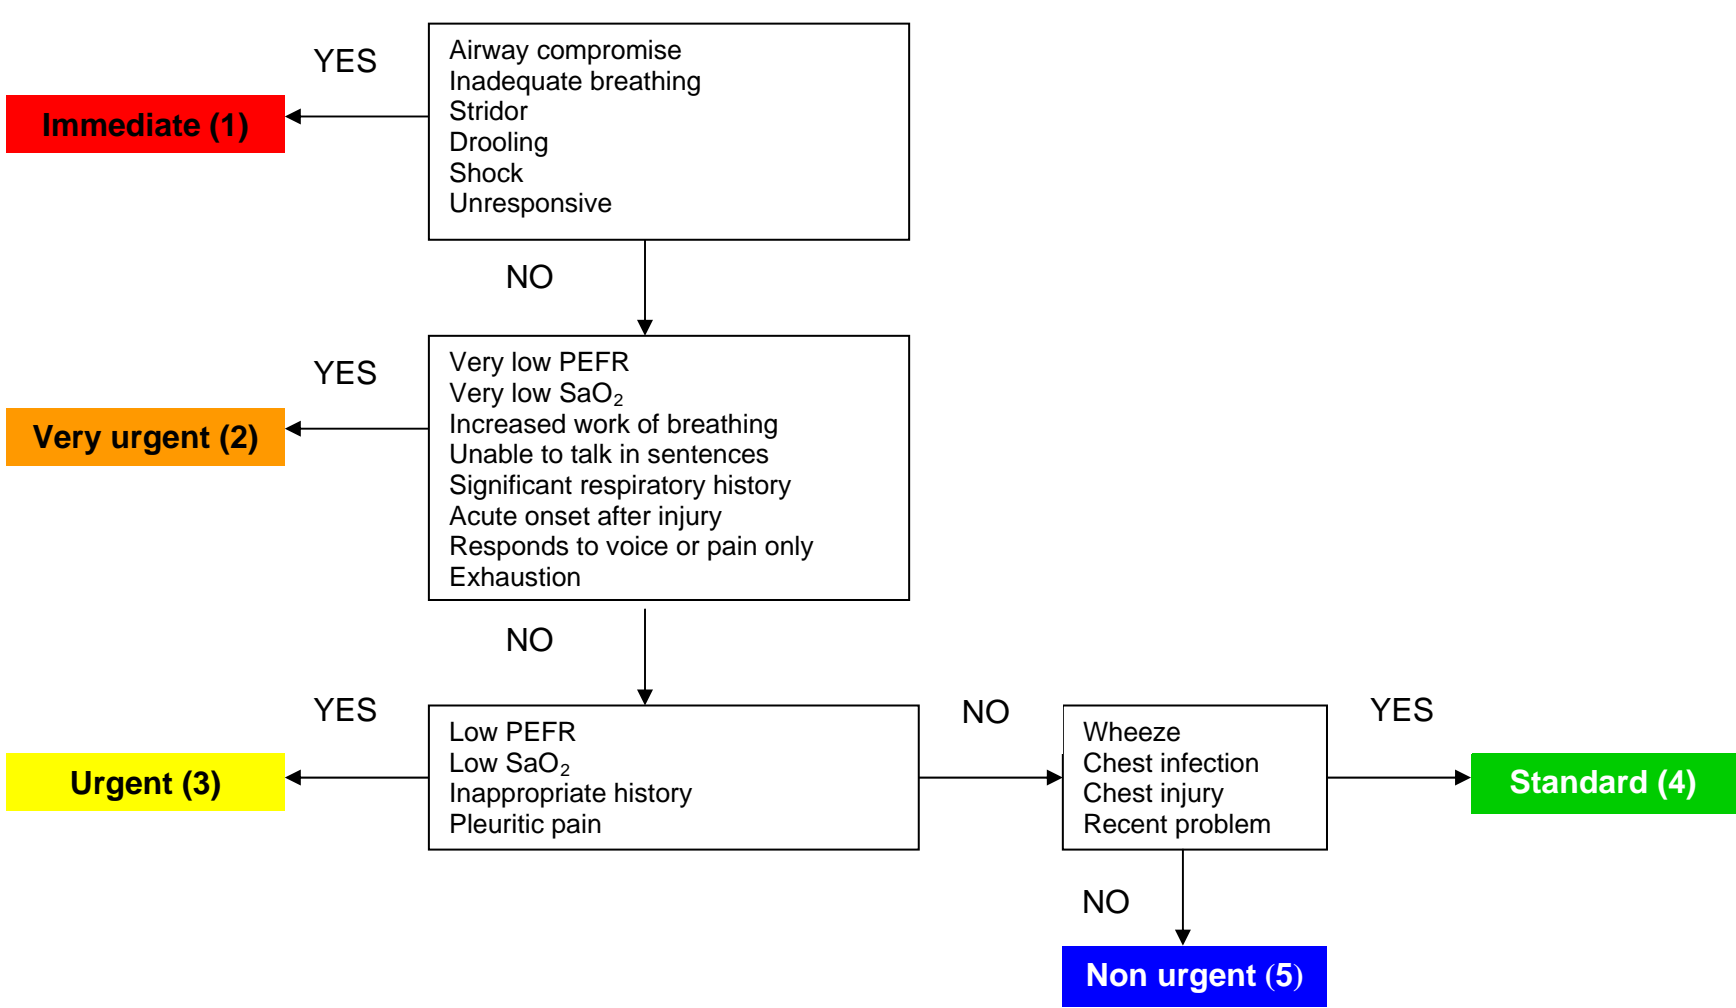 YES
Airway compromise
Inadequate breathing
Stridor
Drooling
Shock
Unresponsive
Immediate (1)
NO
YES
Very low PEFR
Very low SaO₂
Increased work of breathing
Unable to talk in sentences
Significant respiratory history
Acute onset after injury
Responds to voice or pain only
Exhaustion
Very urgent (2)
NO
YES
Low PEFR
Low SaO₂
Inappropriate history
Pleuritic pain
Urgent (3)
NO
Wheeze
Chest infection
Chest injury
Recent problem
YES
Standard (4)
NO
Non urgent (5)